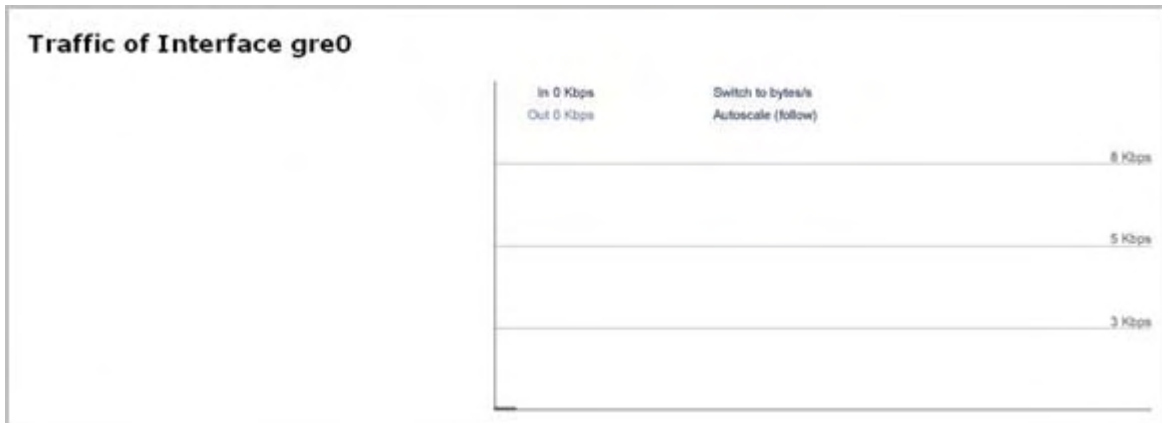 Traffic of Interface gre0
In 0 Kbps Switch to bytes/s
Out 0 Kbps Autoscale (follow)
8 Kbps
5 Kbps
3 Kbps